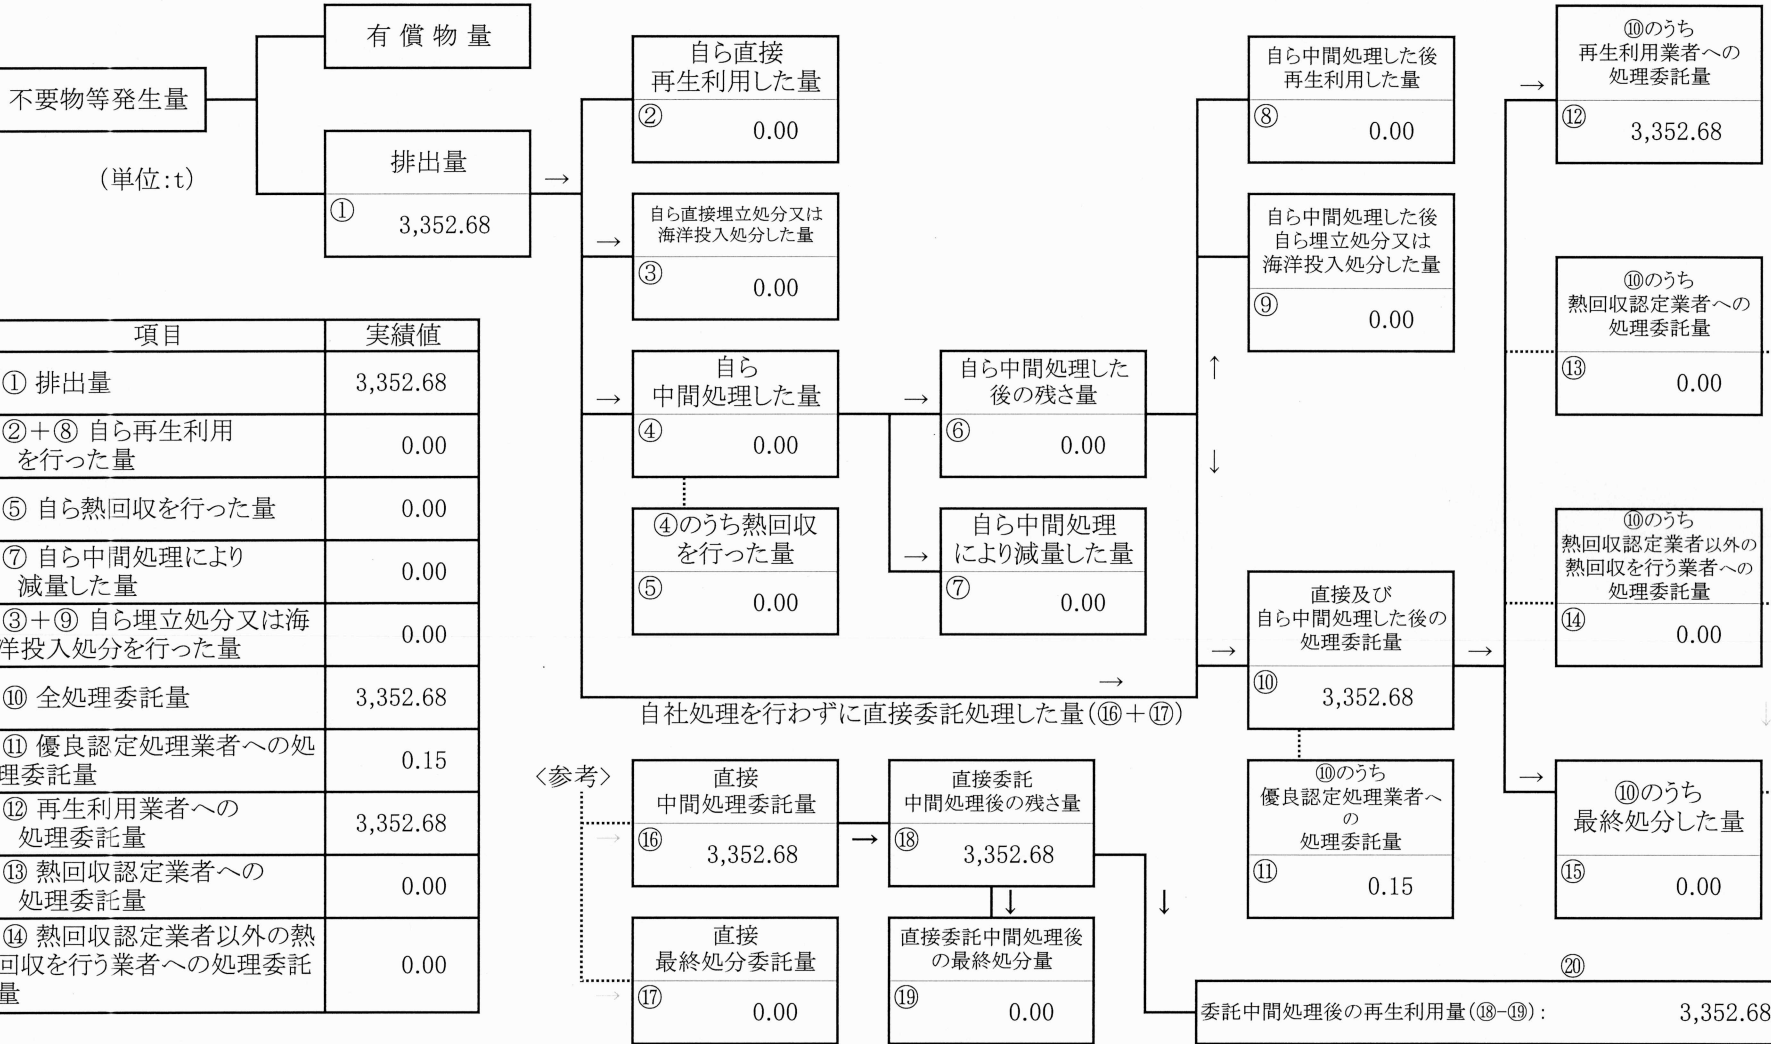 有償物量
不要物等発生量
(単位:t)
排出量
① 3,352.68
自ら直接
再生利用した量
② 0.00
自ら直接埋立処分又は
海洋投入処分した量
③ 0.00
自ら
中間処理した量
④ 0.00
④のうち熱回収
を行った量
⑤ 0.00
自ら中間処理した
後の残さ量
⑥ 0.00
自ら中間処理
により減量した量
⑦ 0.00
自ら中間処理した後
再生利用した量
⑧ 0.00
自ら中間処理した後
自ら埋立処分又は
海洋投入処分した量
⑨ 0.00
直接及び
自ら中間処理した後の
処理委託量
⑩ 3,352.68
⑩のうち
優良認定処理業者へ
の
処理委託量
⑪ 0.15
⑩のうち
再生利用業者への
処理委託量
⑫ 3,352.68
⑩のうち
熱回収認定業者への
処理委託量
⑬ 0.00
⑩のうち
熱回収認定業者以外の
熱回収を行う業者への
処理委託量
⑭ 0.00
⑩のうち
最終処分した量
⑮ 0.00
自社処理を行わずに直接委託処理した量(⑯+⑰)
<参考>
直接
中間処理委託量
⑯ 3,352.68
直接
最終処分委託量
⑰ 0.00
直接委託
中間処理後の残さ量
⑱ 3,352.68
直接委託中間処理後
の最終処分量
⑲ 0.00
⑳
委託中間処理後の再生利用量(⑱-⑲): 3,352.68
項目 実績値
① 排出量 3,352.68
②+⑧ 自ら再生利用
を行った量 0.00
⑤ 自ら熱回収を行った量 0.00
⑦ 自ら中間処理により
減量した量 0.00
③+⑨ 自ら埋立処分又は海
洋投入処分を行った量 0.00
⑩ 全処理委託量 3,352.68
⑪ 優良認定処理業者への処
理委託量 0.15
⑫ 再生利用業者への
処理委託量 3,352.68
⑬ 熱回収認定業者への
処理委託量 0.00
⑭ 熱回収認定業者以外の熱
回収を行う業者への処理委託
量 0.00